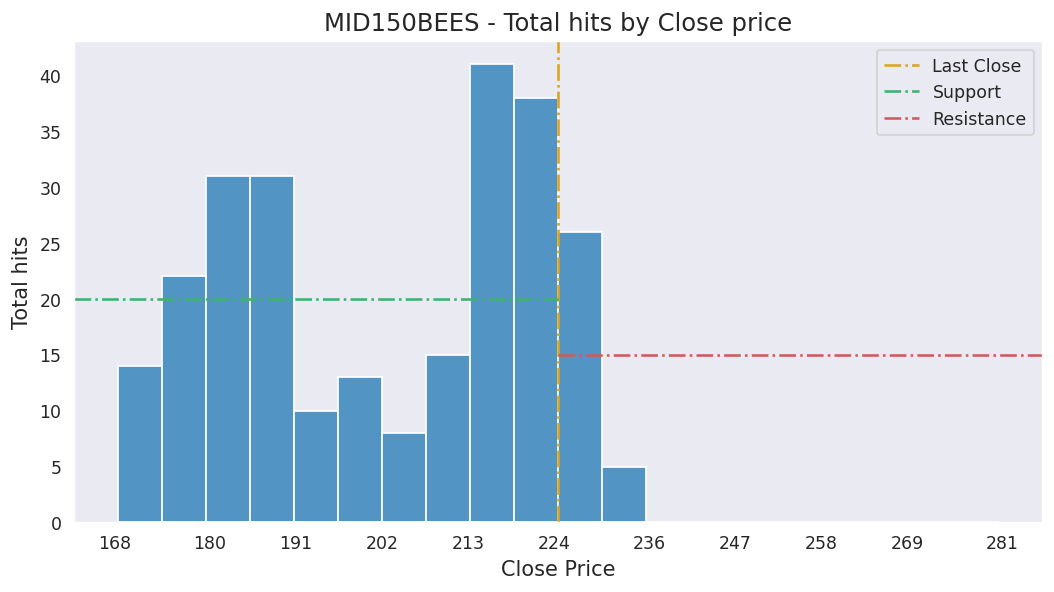 MID150BEES - Total hits by Close price
Last Close
Support
Resistance
Total hits
40
35
30
25
20
15
10
5
0
168 180 191 202 213 224 236 247 258 269 281
Close Price